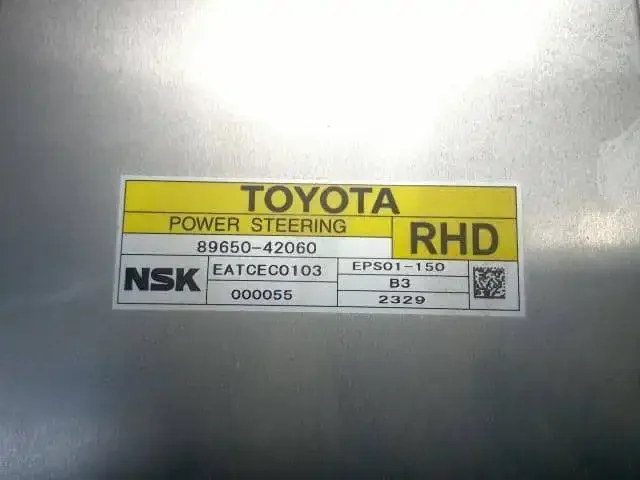 TOYOTA
POWER STEERING
89650-42060
RHD
NSK
EATCEC0103
000055
EPS01-150
B3
2329